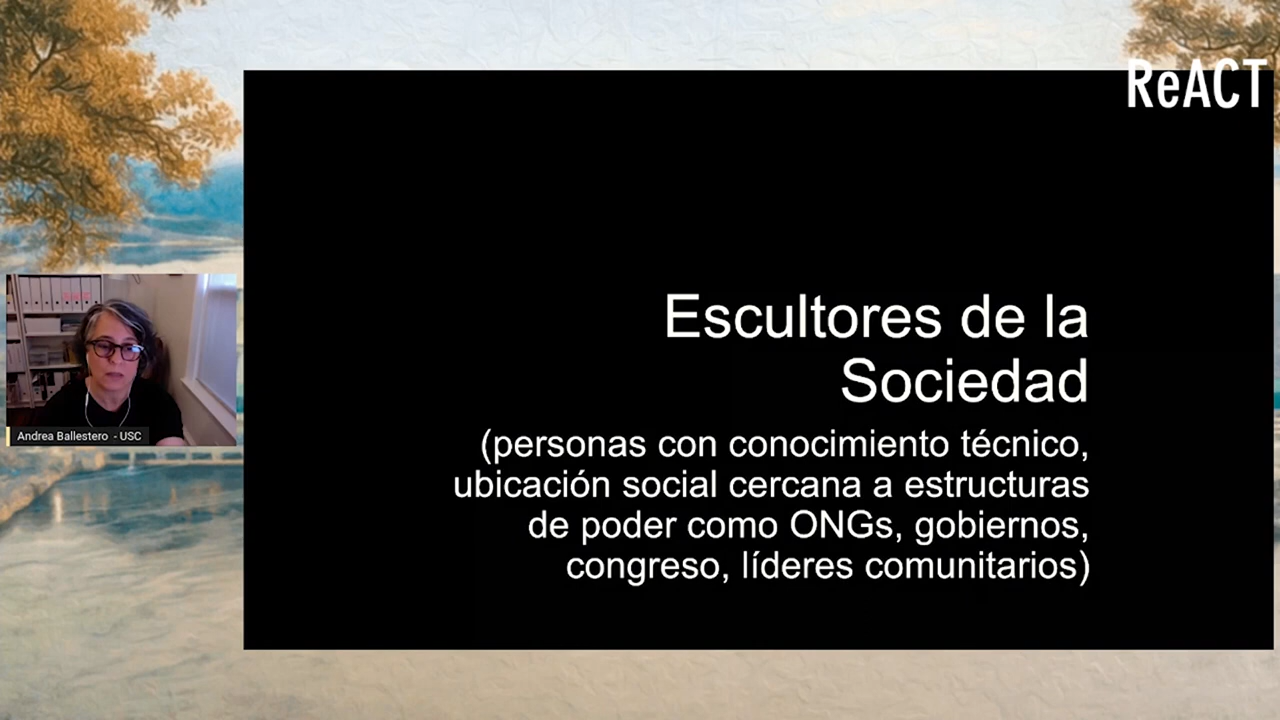 ReACT
Escultores de la
Sociedad
(personas con conocimiento técnico,
ubicación social cercana a estructuras
de poder como ONGs, gobiernos,
congreso, líderes comunitarios)
Andrea Ballestero - USC